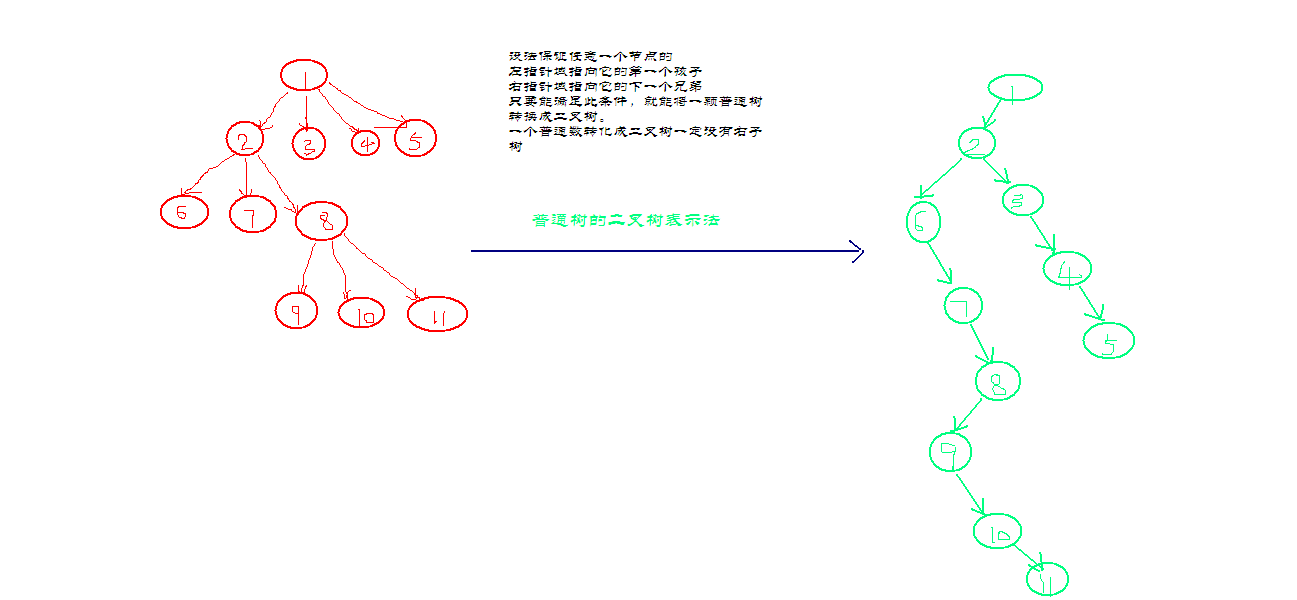 设法保证任意一个节点的
左指针域指向它的第一个孩子
右指针域指向它的下一个兄弟
只要能满足此条件，就能将一颗普通树
转换成二叉树。
一个普通数转化成二叉树一定没有右子
树
普通树的二叉树表示法
1
2
3
4
5
6
7
8
9
10
11
1
2
6
3
7
4
8
5
9
10
11